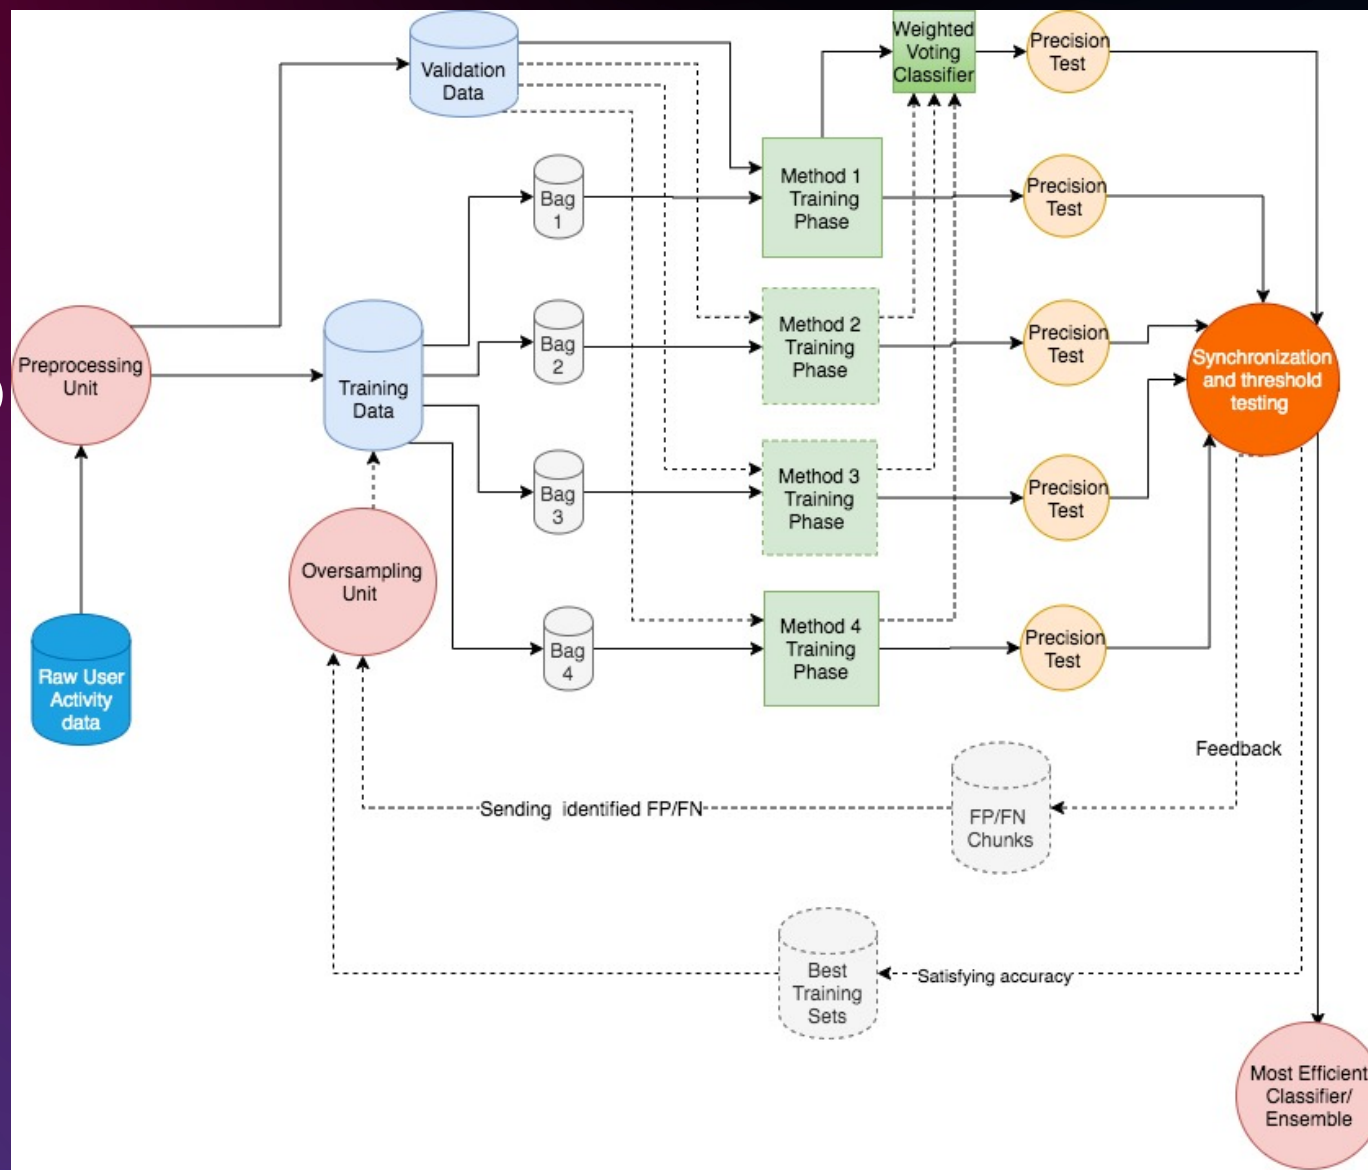 Validation
Data
Weighted
Voting
Classifier
Precision
Test
Bag
1
Method 1
Training
Phase
Precision
Test
Preprocessing
Unit
Training
Data
Bag
2
Method 2
Training
Phase
Precision
Test
Synchronization
and threshold
testing
Bag
3
Method 3
Training
Phase
Precision
Test
Oversampling
Unit
Bag
4
Method 4
Training
Phase
Precision
Test
Raw User
Activity
data
Feedback
Sending identified FP/FN
FP/FN
Chunks
Best
Training
Sets
Satisfying accuracy
Most Efficient
Classifier/
Ensemble